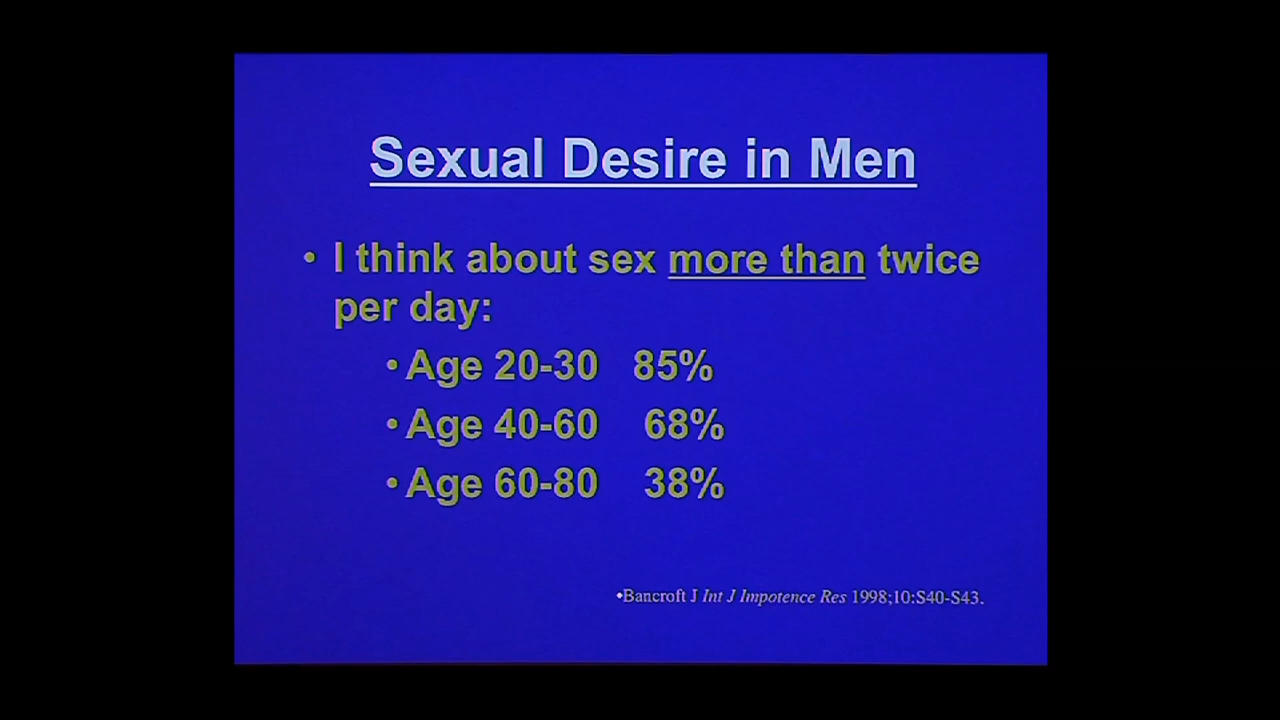 Sexual Desire in Men
• I think about sex more than twice
per day:
• Age 20-30 85%
• Age 40-60 68%
• Age 60-80 38%
•Bancroft J Int J Impotence Res 1998;10:S40-S43.